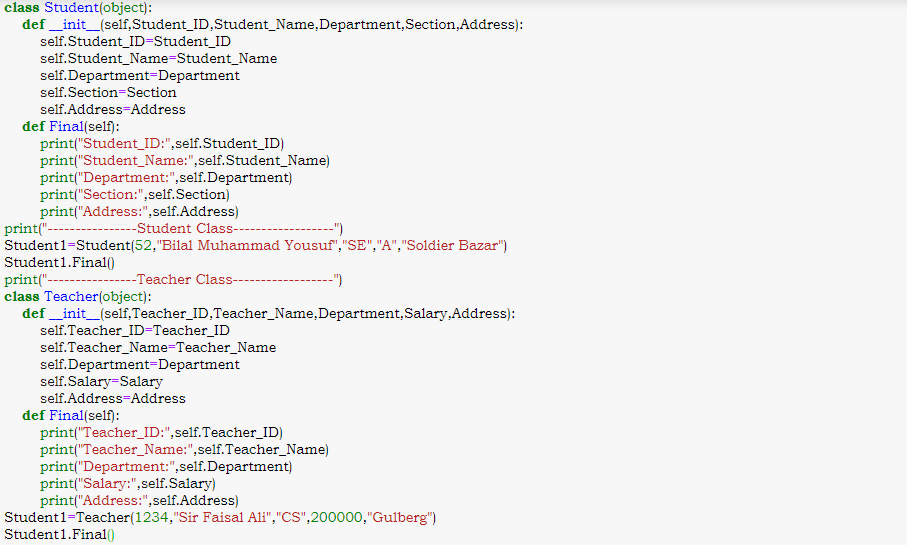 class Student(object):
    def __init__(self,Student_ID,Student_Name,Department,Section,Address):
        self.Student_ID=Student_ID
        self.Student_Name=Student_Name
        self.Department=Department
        self.Section=Section
        self.Address=Address
    def Final(self):
        print("Student_ID:",self.Student_ID)
        print("Student_Name:",self.Student_Name)
        print("Department:",self.Department)
        print("Section:",self.Section)
        print("Address:",self.Address)
print("----------------Student Class------------------")
Student1=Student(52,"Bilal Muhammad Yousuf","SE","A","Soldier Bazar")
Student1.Final()
print("----------------Teacher Class------------------")
class Teacher(object):
    def __init__(self,Teacher_ID,Teacher_Name,Department,Salary,Address):
        self.Teacher_ID=Teacher_ID
        self.Teacher_Name=Teacher_Name
        self.Department=Department
        self.Salary=Salary
        self.Address=Address
    def Final(self):
        print("Teacher_ID:",self.Teacher_ID)
        print("Teacher_Name:",self.Teacher_Name)
        print("Department:",self.Department)
        print("Salary:",self.Salary)
        print("Address:",self.Address)
Student1=Teacher(1234,"Sir Faisal Ali","CS",200000,"Gulberg")
Student1.Final()